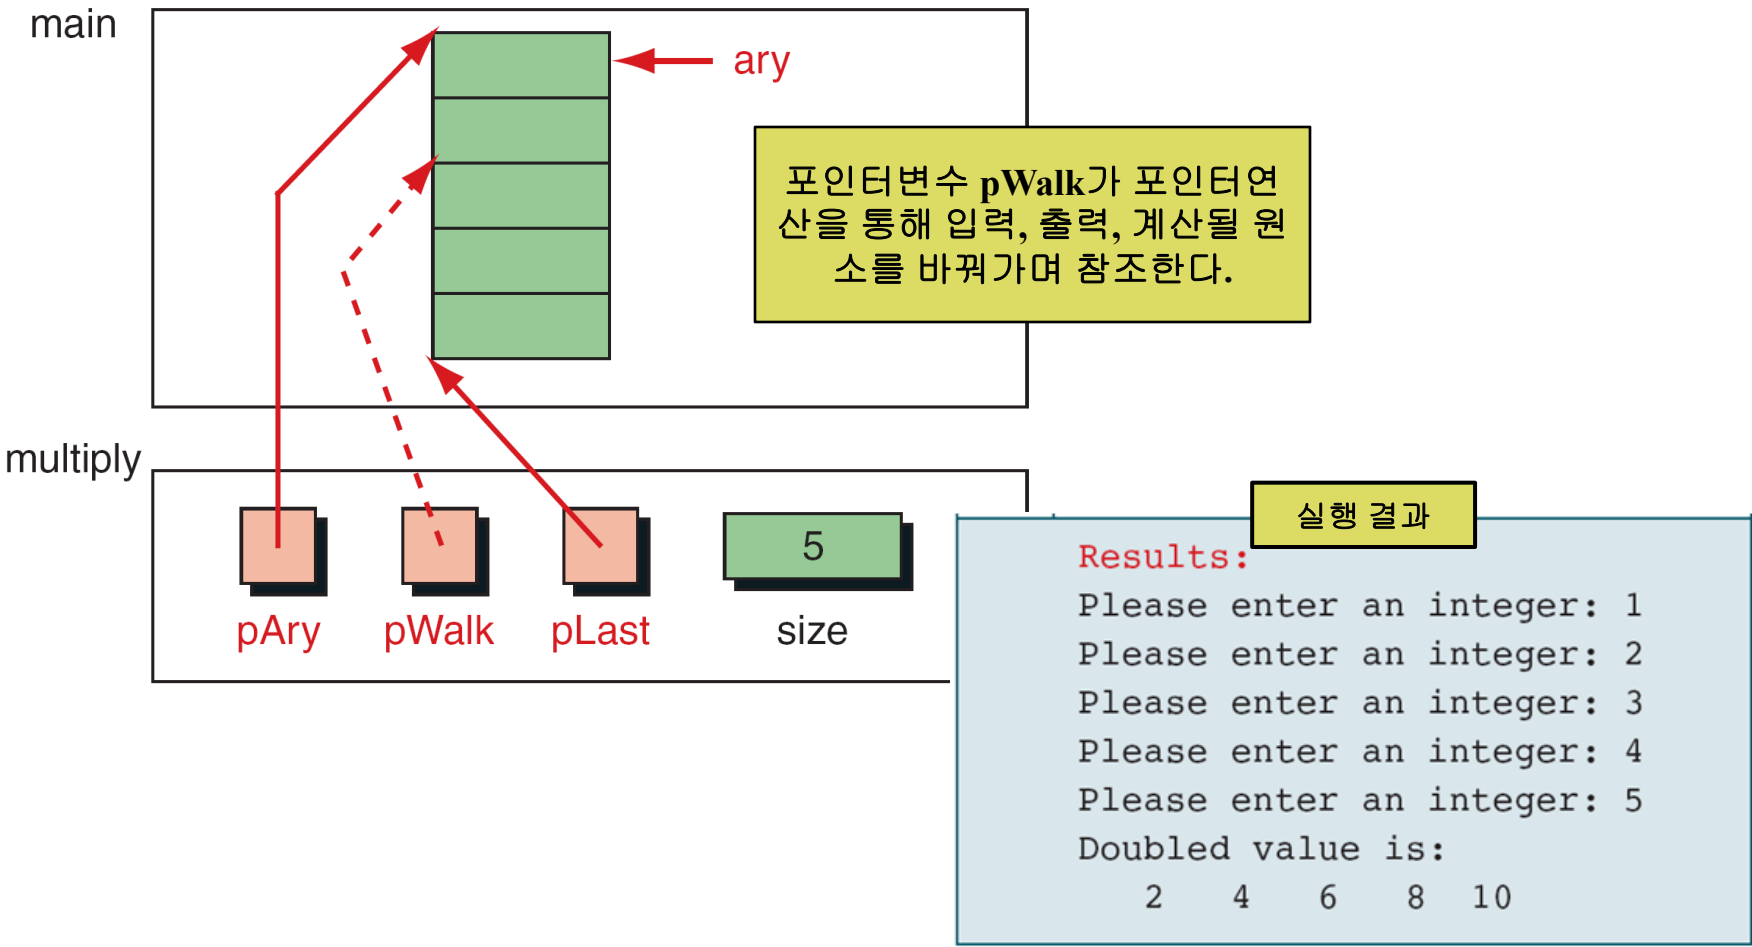 main
ary
포인터변수 pWalk가 포인터연
산을 통해 입력, 출력, 계산될 원
소를 바꿔가며 참조한다.
multiply
5
pAry
pWalk
pLast
size
실행 결과
Results:
Please enter an integer: 1
Please enter an integer: 2
Please enter an integer: 3
Please enter an integer: 4
Please enter an integer: 5
Doubled value is:
2 4 6 8 10